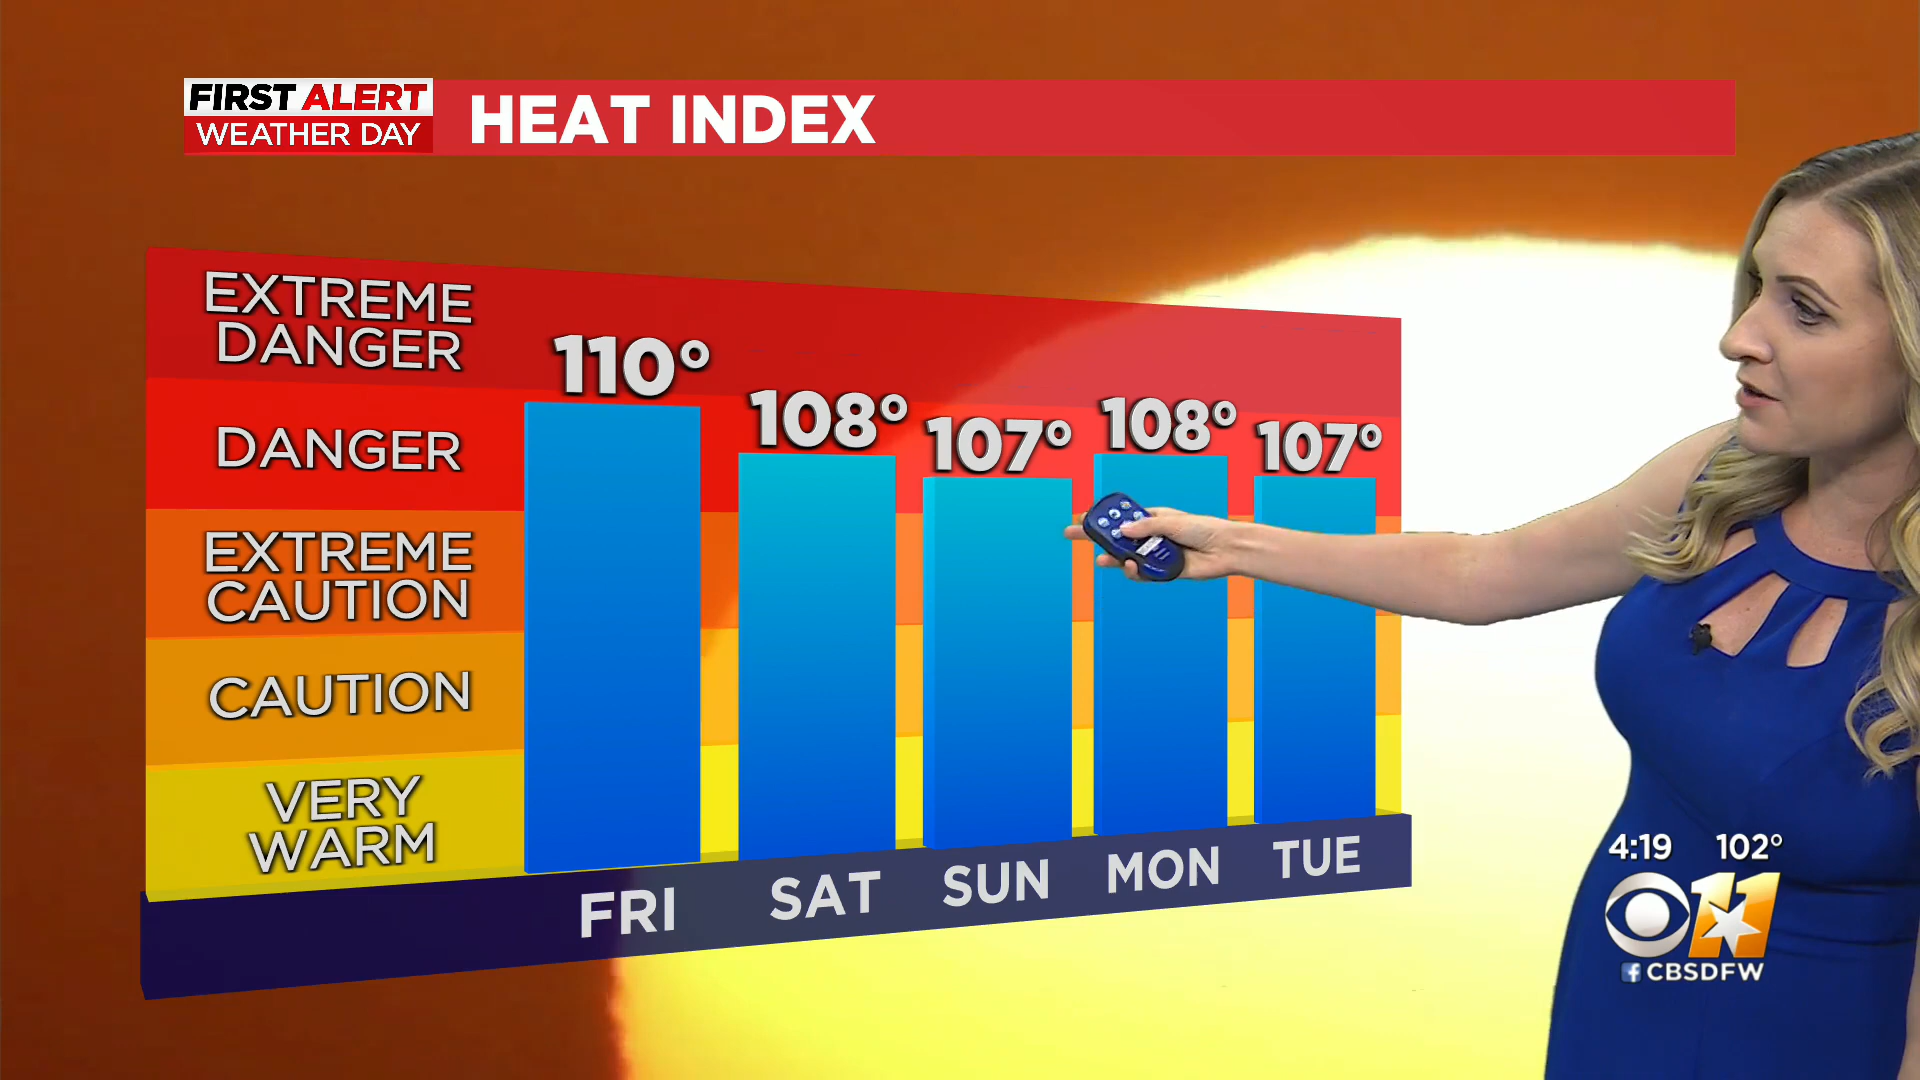 FIRST ALERT
WEATHER DAY
HEAT INDEX
EXTREME
DANGER
DANGER
EXTREME
CAUTION
CAUTION
VERY
WARM
110°
108°
107°
108°
107°
FRI
SAT
SUN
MON
TUE
4:19 102°
11
CBSDFW